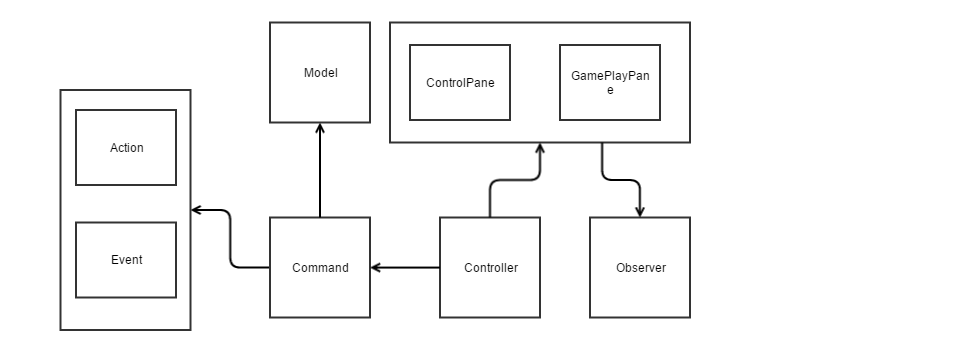 Model
ControlPane
GamePlayPan
e
Action
Event
Command
Controller
Observer